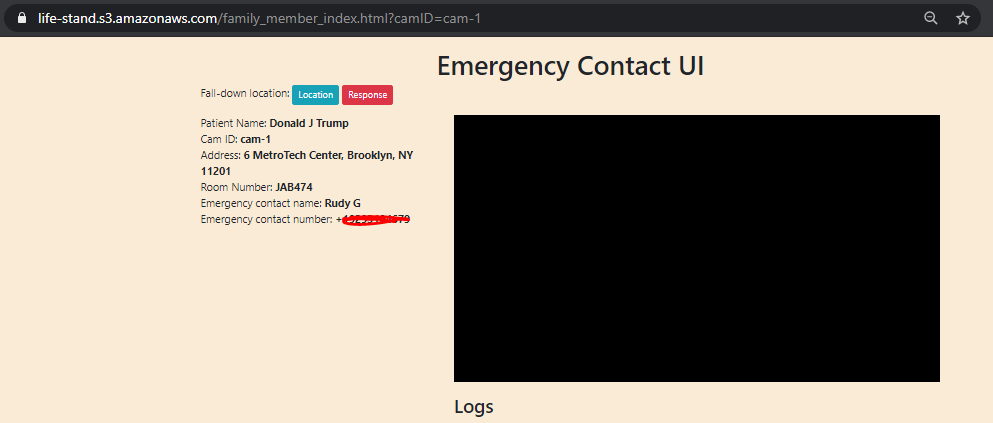 life-stand.s3.amazonaws.com/family_member_index.html?camID=cam-1
Emergency Contact UI
Fall-down location: Location Response
Patient Name: Donald J Trump
Cam ID: cam-1
Address: 6 MetroTech Center, Brooklyn, NY
11201
Room Number: JAB474
Emergency contact name: Rudy G
Emergency contact number: +
Logs